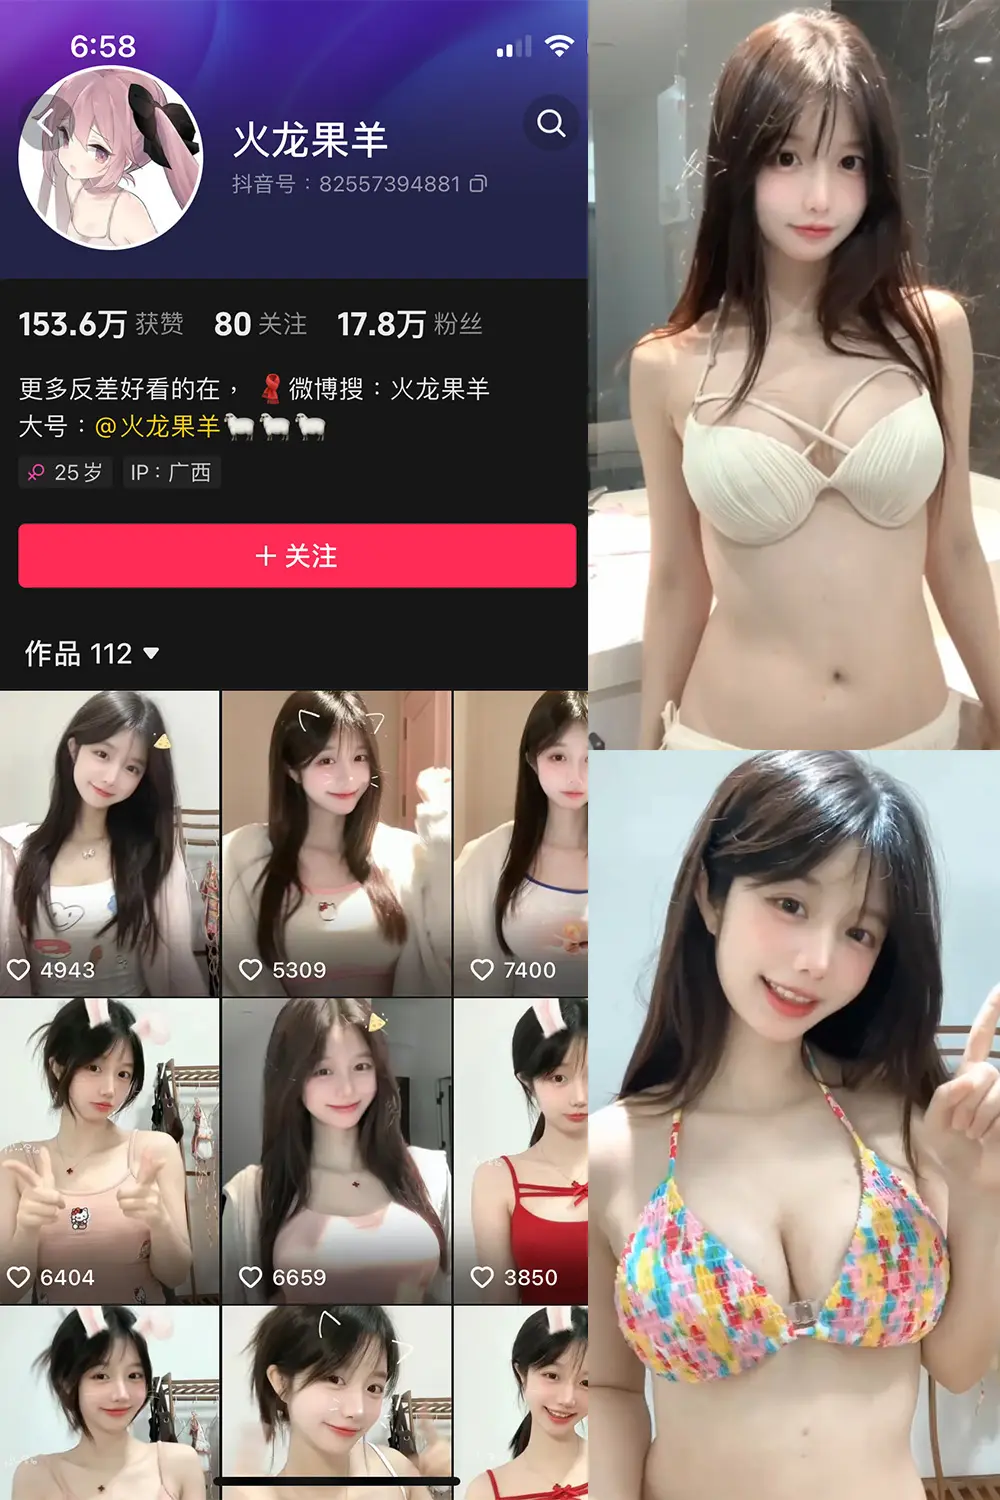 6:58
火龙果羊
抖音号：82557394881
153.6万 获赞 80 关注 17.8万 粉丝
更多反差好看的在， 🧣微博搜：火龙果羊
大号：@火龙果羊🐑🐑🐑
25岁 IP：广西
＋ 关注
作品 112
4943
5309
7400
6404
6659
3850